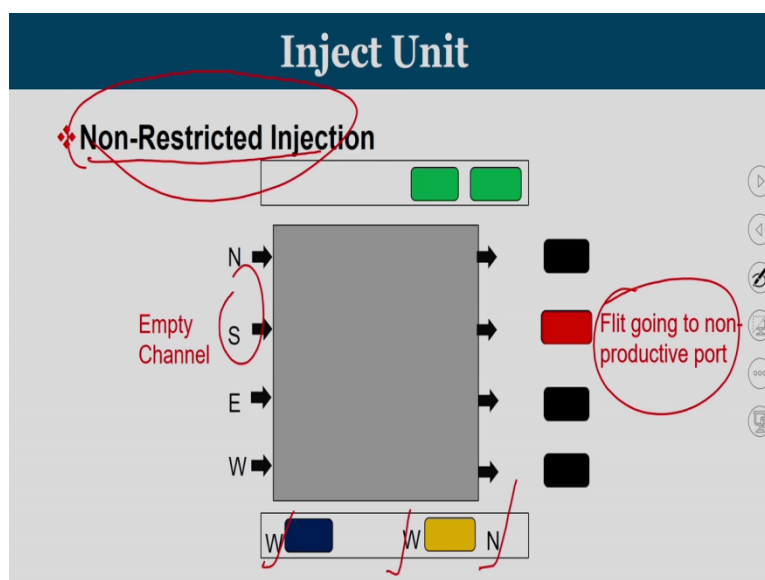 Inject Unit
Non-Restricted Injection
N
S
E
W
Empty
Channel
Flit going to non-
productive port
W
W
N